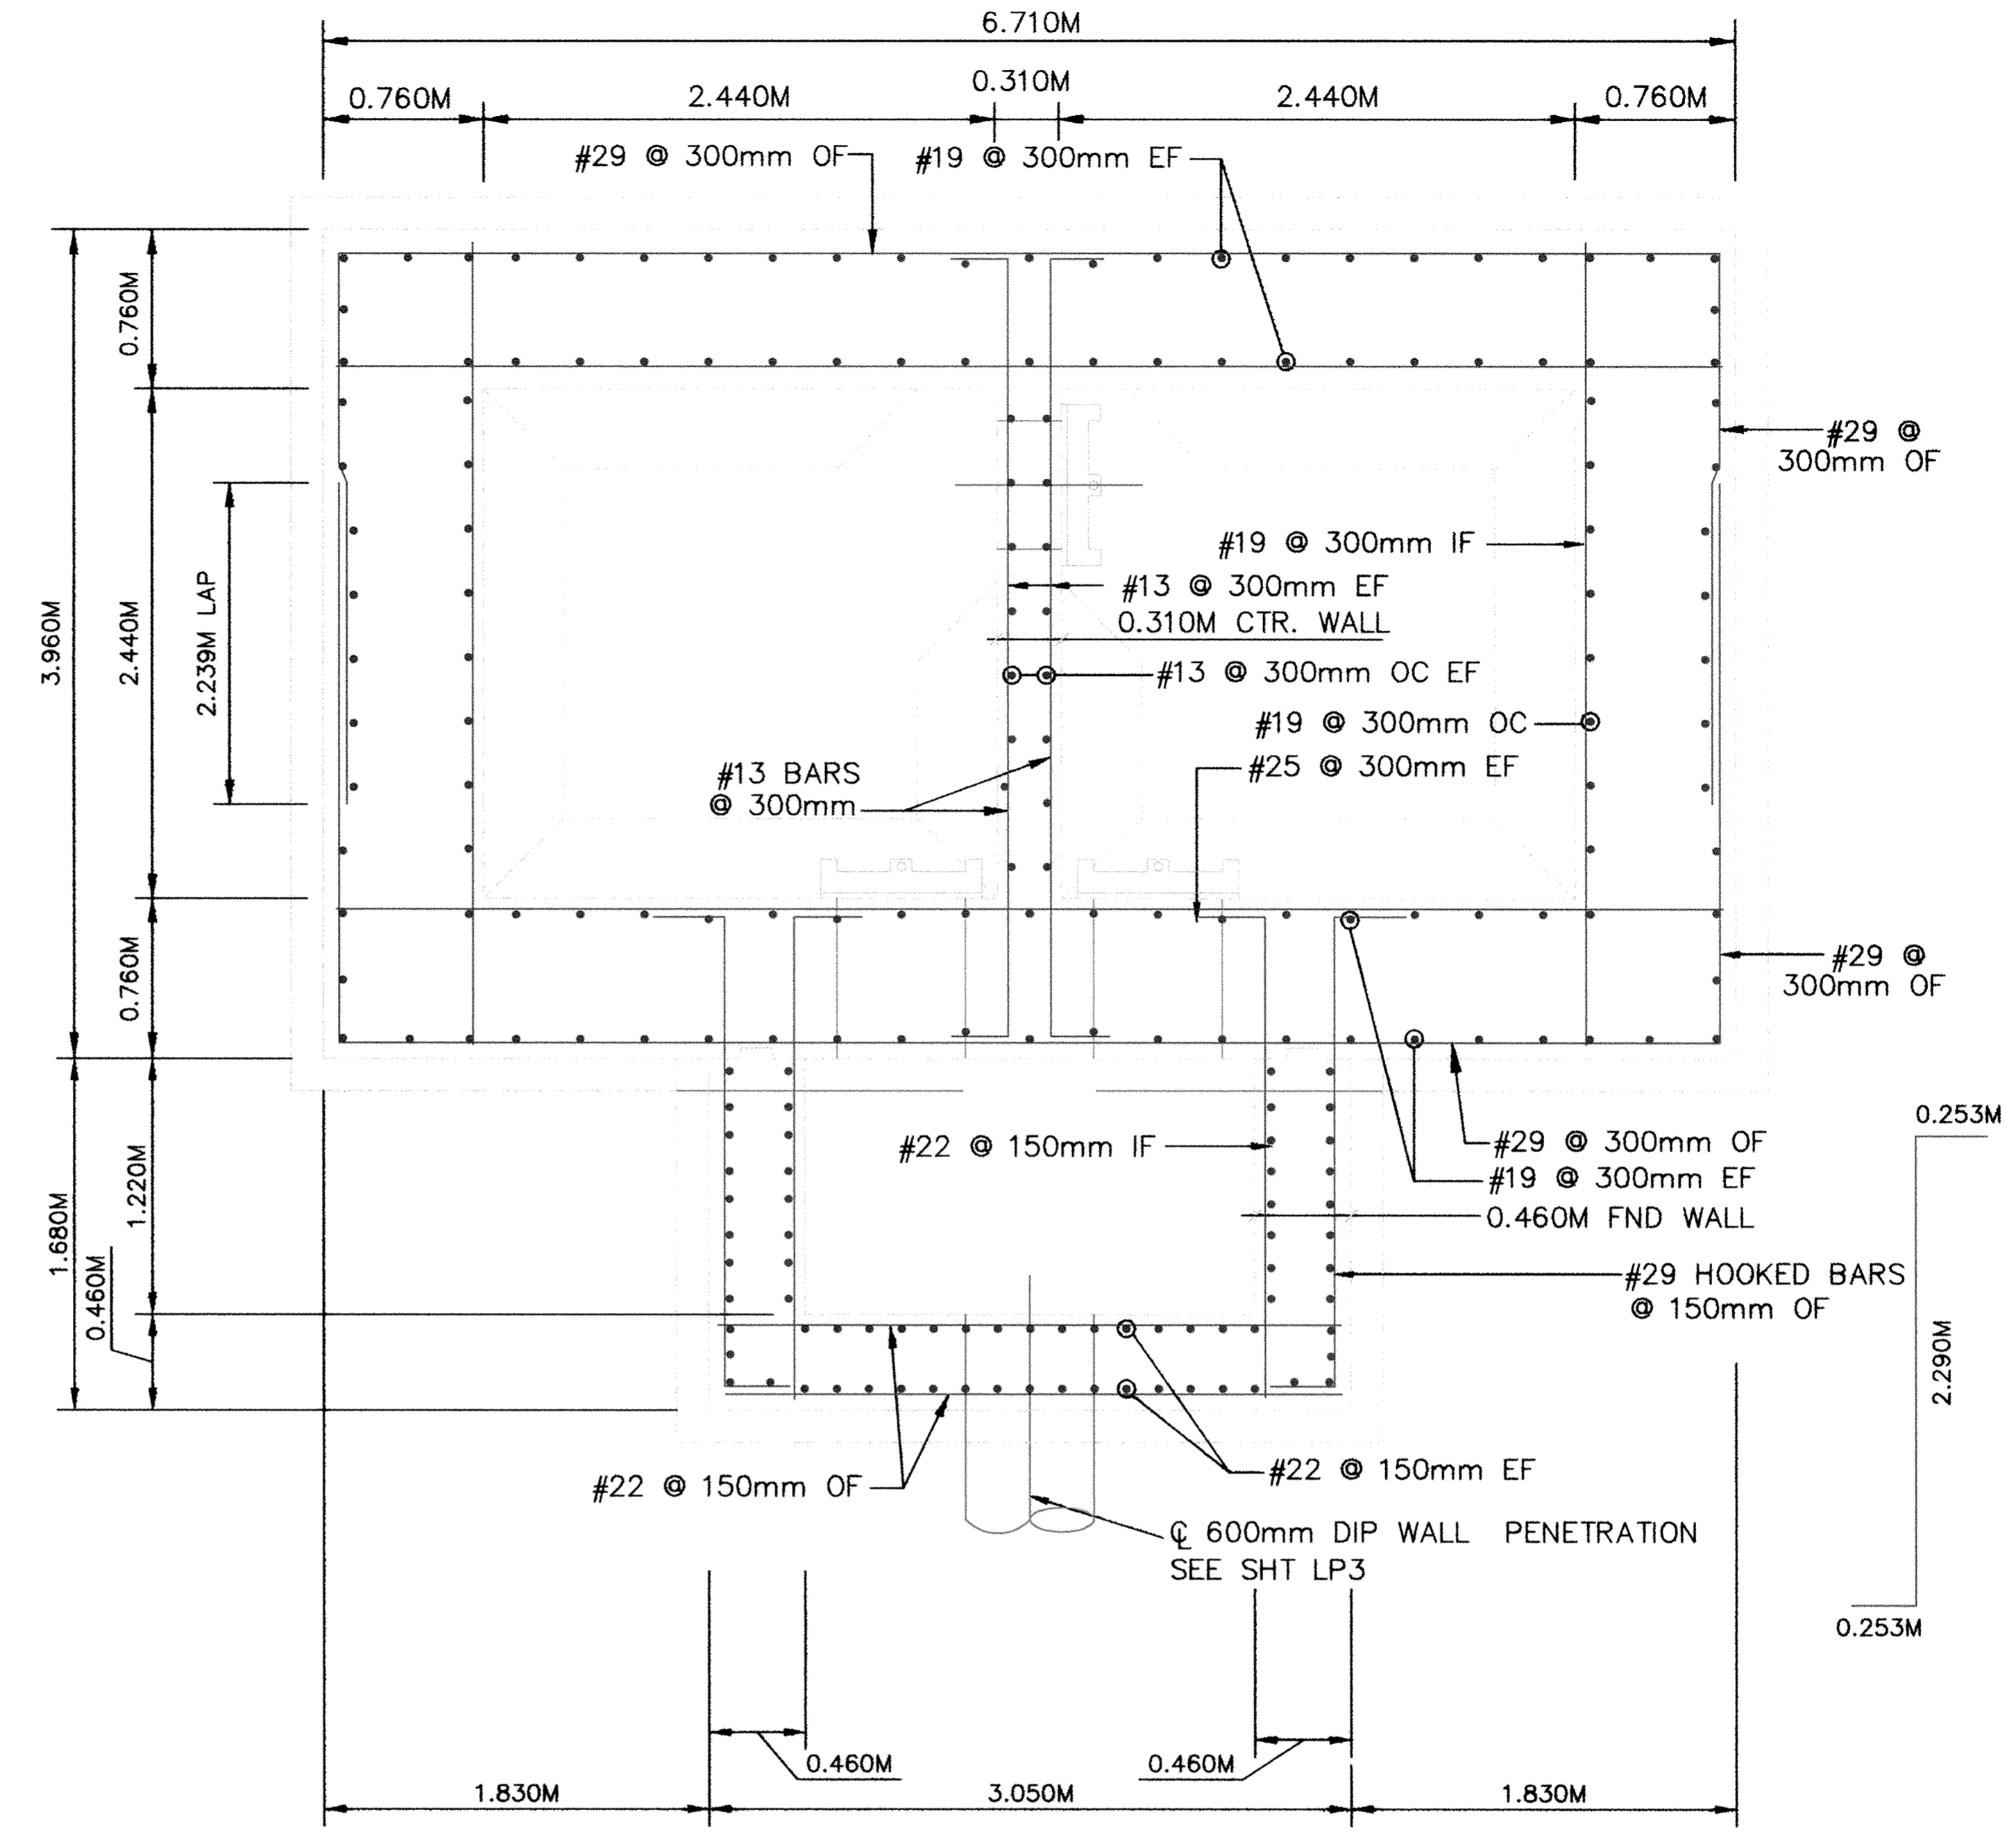 6.710M
0.760M
2.440M
0.310M
2.440M
0.760M
#29 @ 300mm OF
#19 @ 300mm EF
0.760M
3.960M
2.440M
2.239M LAP
0.760M
#29 @
300mm OF
#19 @ 300mm IF
#13 @ 300mm EF
0.310M CTR. WALL
#13 @ 300mm OC EF
#19 @ 300mm OC
#25 @ 300mm EF
#13 BARS
@ 300mm
#29 @
300mm OF
1.680M
1.220M
0.460M
#22 @ 150mm IF
#29 @ 300mm OF
#19 @ 300mm EF
0.460M FND WALL
#29 HOOKED BARS
@ 150mm OF
0.253M
2.290M
0.253M
#22 @ 150mm OF
#22 @ 150mm EF
℄ 600mm DIP WALL PENETRATION
SEE SHT LP3
0.460M
0.460M
1.830M
3.050M
1.830M